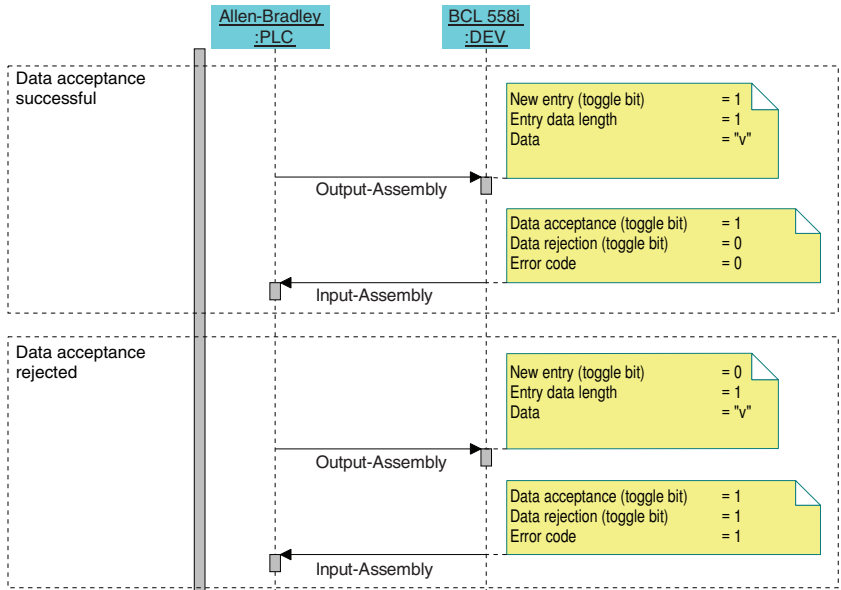 Allen-Bradley
:PLC
BCL 558i
:DEV
Data acceptance
successful
New entry (toggle bit) = 1
Entry data length = 1
Data = "v"
Output-Assembly
Data acceptance (toggle bit) = 1
Data rejection (toggle bit) = 0
Error code = 0
Input-Assembly
Data acceptance
rejected
New entry (toggle bit) = 0
Entry data length = 1
Data = "v"
Output-Assembly
Data acceptance (toggle bit) = 1
Data rejection (toggle bit) = 1
Error code = 1
Input-Assembly